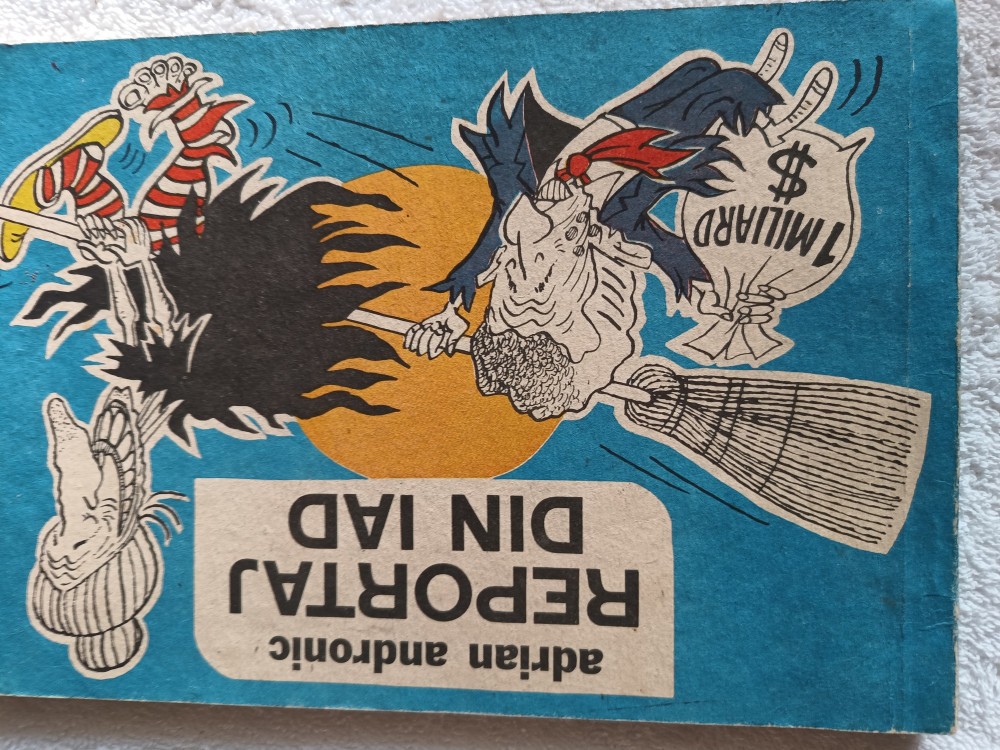 adrian andronic
REPORTAJ
DIN IAD
1 MILIARD
$